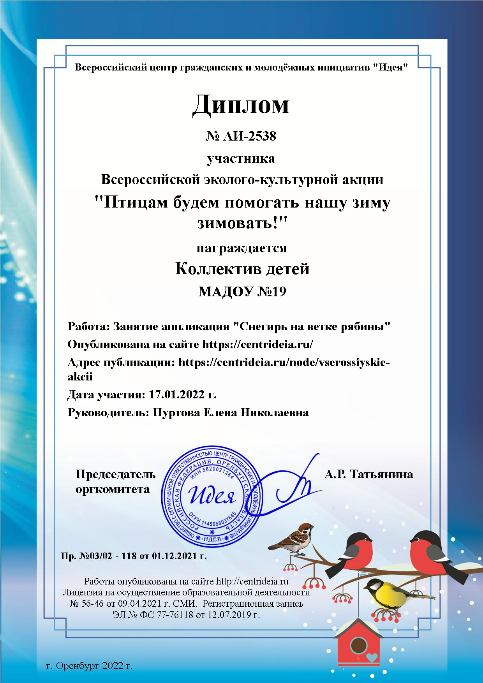 Всероссийский центр гражданских и молодёжных инициатив "Идея"
Диплом
№ АИ-2538
участника
Всероссийской эколого-культурной акции
"Птицам будем помогать нашу зиму
зимовать!"
награждается
Коллектив детей
МАДОУ №19
Работа: Занятие аппликация "Снегирь на ветке рябины"
Опубликована на сайте https://centrideia.ru/
Адрес публикации: https://centrideia.ru/node/vserossiyskie-
akcii
Дата участия: 17.01.2022 г.
Руководитель: Пуртова Елена Николаевна
Председатель
оргкомитета
Идея
А.Р. Татьянина
Пр. №03/02 - 118 от 01.12.2021 г.
Работы опубликованы на сайте http://centrideia.ru
Лицензия на осуществление образовательной деятельности
№ 56-46 от 09.04.2021 г. СМИ. Регистрационная запись
ЭЛ № ФС 77-76118 от 12.07.2019 г.
г. Оренбург 2022 г.